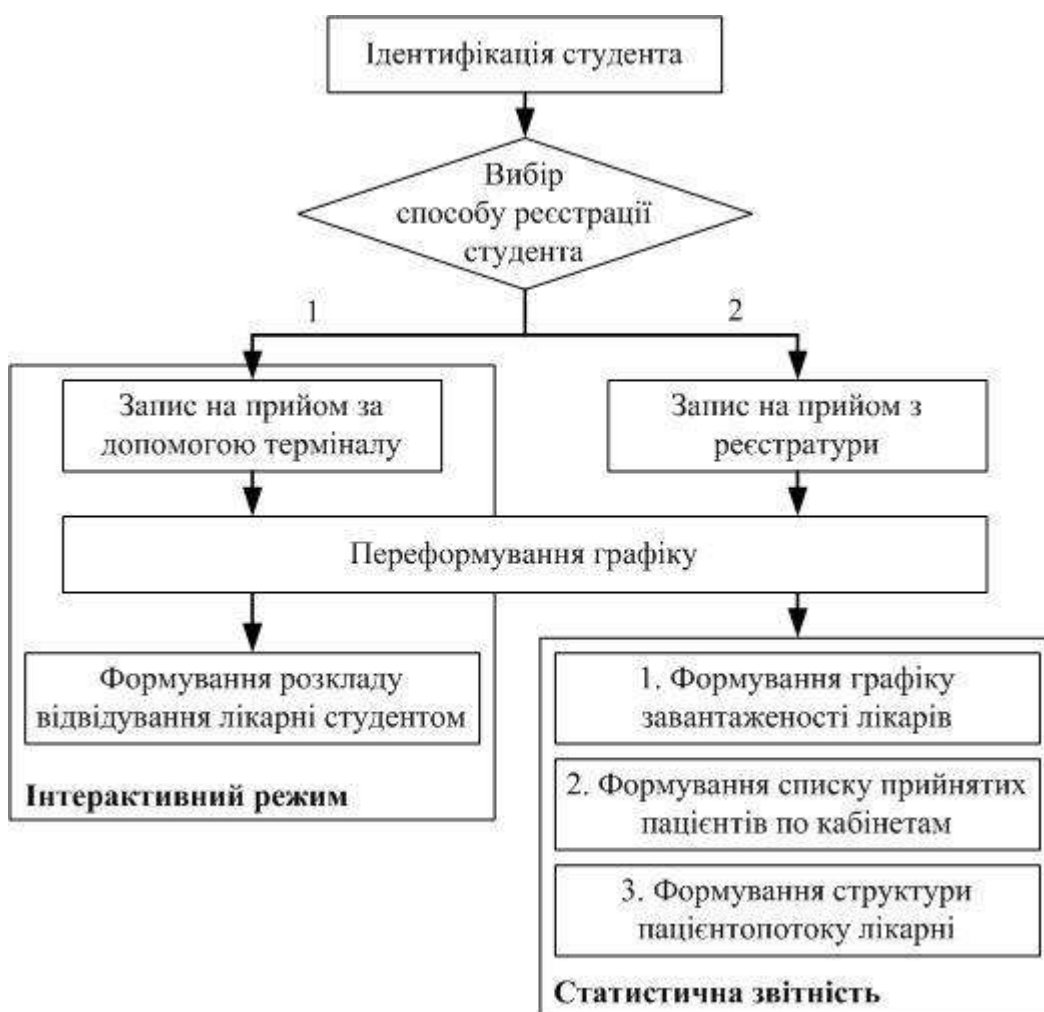 Ідентифікація студента
Вибір
способу реєстрації
студента
1
2
Запис на прийом за
допомогою терміналу
Запис на прийом з
реєстратури
Переформування графіку
Формування розкладу
відвідування лікарні студентом
Інтерактивний режим
1. Формування графіку
завантаженості лікарів
2. Формування списку прийнятих
пацієнтів по кабінетам
3. Формування структури
пацієнтопотоку лікарні
Статистична звітність